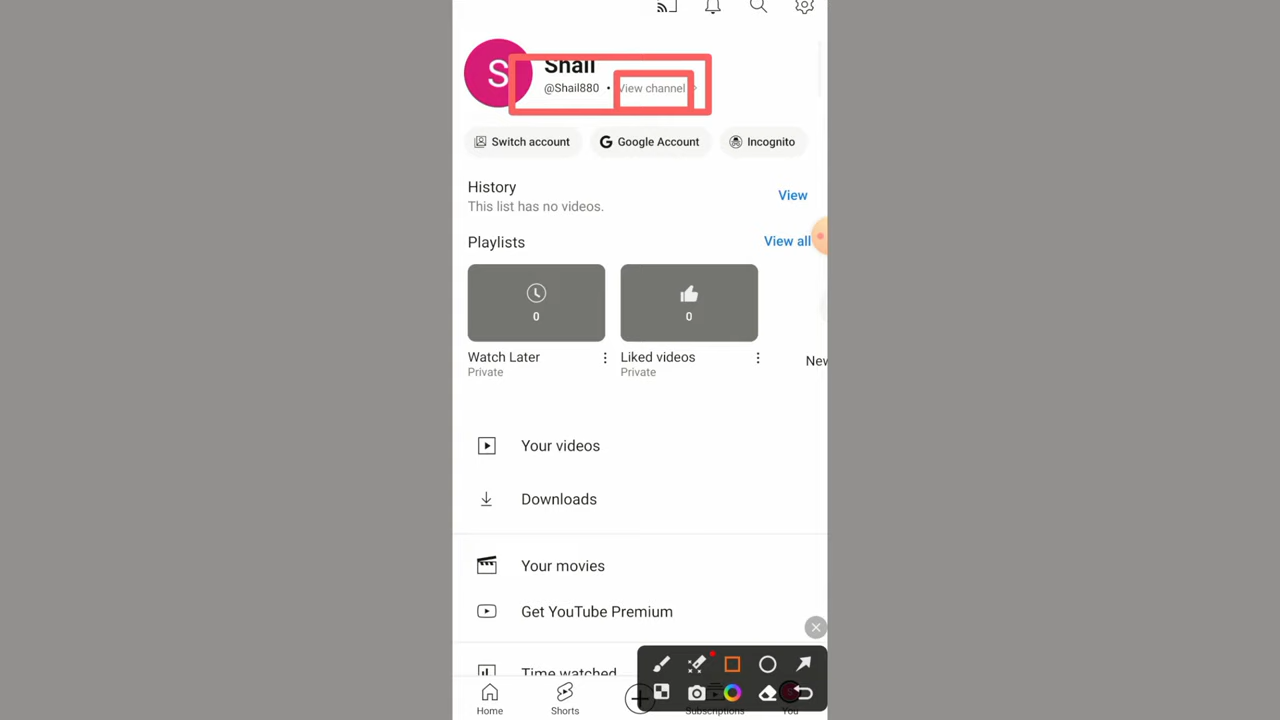 S
Shail
@Shail880 • View channel
Switch account
Google Account
Incognito
History
View
This list has no videos.
Playlists
View all
0
0
Watch Later
Liked videos
New
Private
Private
Your videos
Downloads
Your movies
Get YouTube Premium
Time watched
Home
Shorts
Subscriptions
You